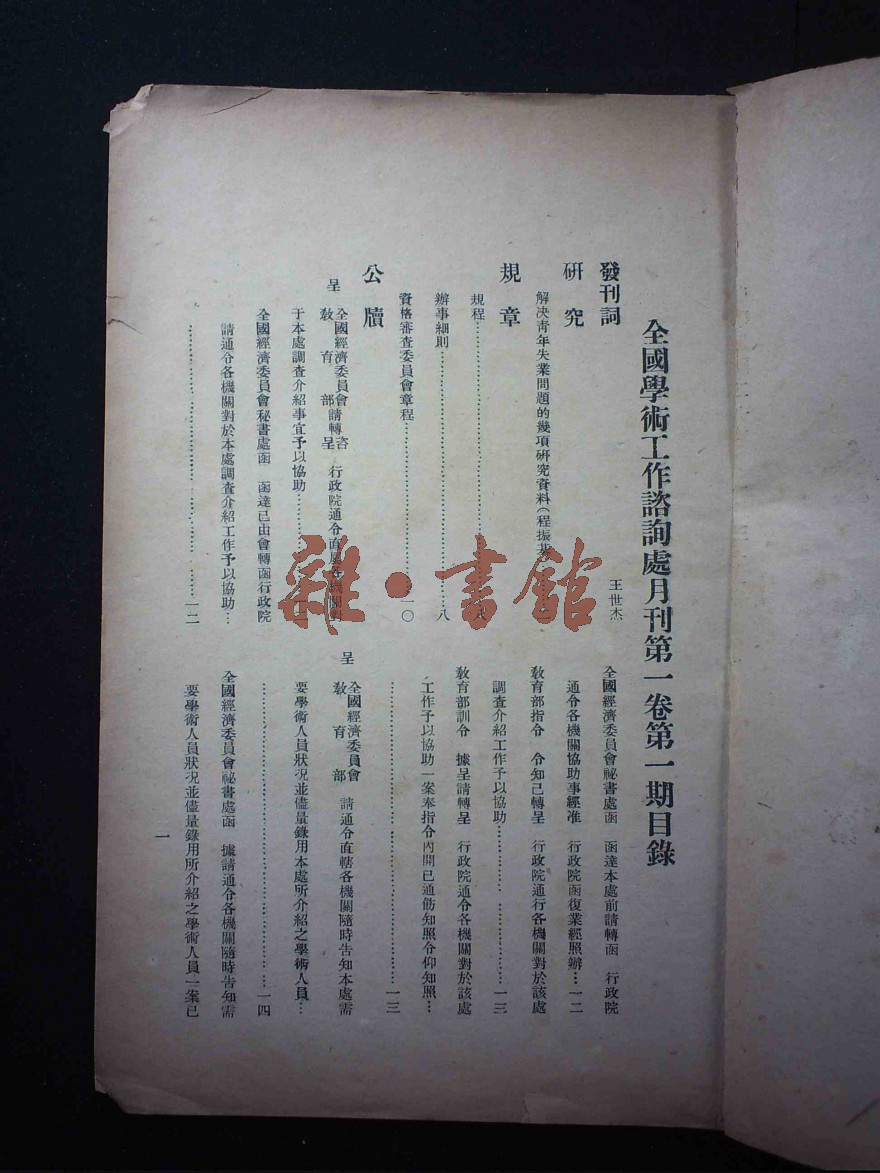 全國學術工作諮詢處月刊第一卷第一期目錄
發刊詞 王世杰
研究
解決青年失業問題的幾項研究資料(程振基
規章
規程
辦事細則 八
資格審查委員會章程 一〇
公牘
呈 全國經濟委員會 教育部 請轉咨 呈 行政院通令直屬各機關對
于本處調查介紹事宜予以協助
全國經濟委員會秘書處函 函達已由會轉函行政院
請通令各機關對於本處調查介紹工作予以協助…
一二
全國經濟委員會祕書處函 函達本處前請轉函 行政院
通令各機關協助事經准 行政院函復業經照辦 一二
教育部指令 令知已轉呈 行政院通行各機關對於該處
調查介紹工作予以協助 一三
教育部訓令 據呈請轉呈 行政院通令各機關對於該處
工作予以協助一案奉指令內開已通飭知照令仰知照…
一三
呈 全國經濟委員會 教育部 請通令直轄各機關隨時告知本處需
要學術人員狀況並儘量錄用本處所介紹之學術人員…
一四
全國經濟委員會祕書處函 據請通令各機關隨時告知需
要學術人員狀況並儘量錄用所介紹之學術人員一案已
一
雜·書館